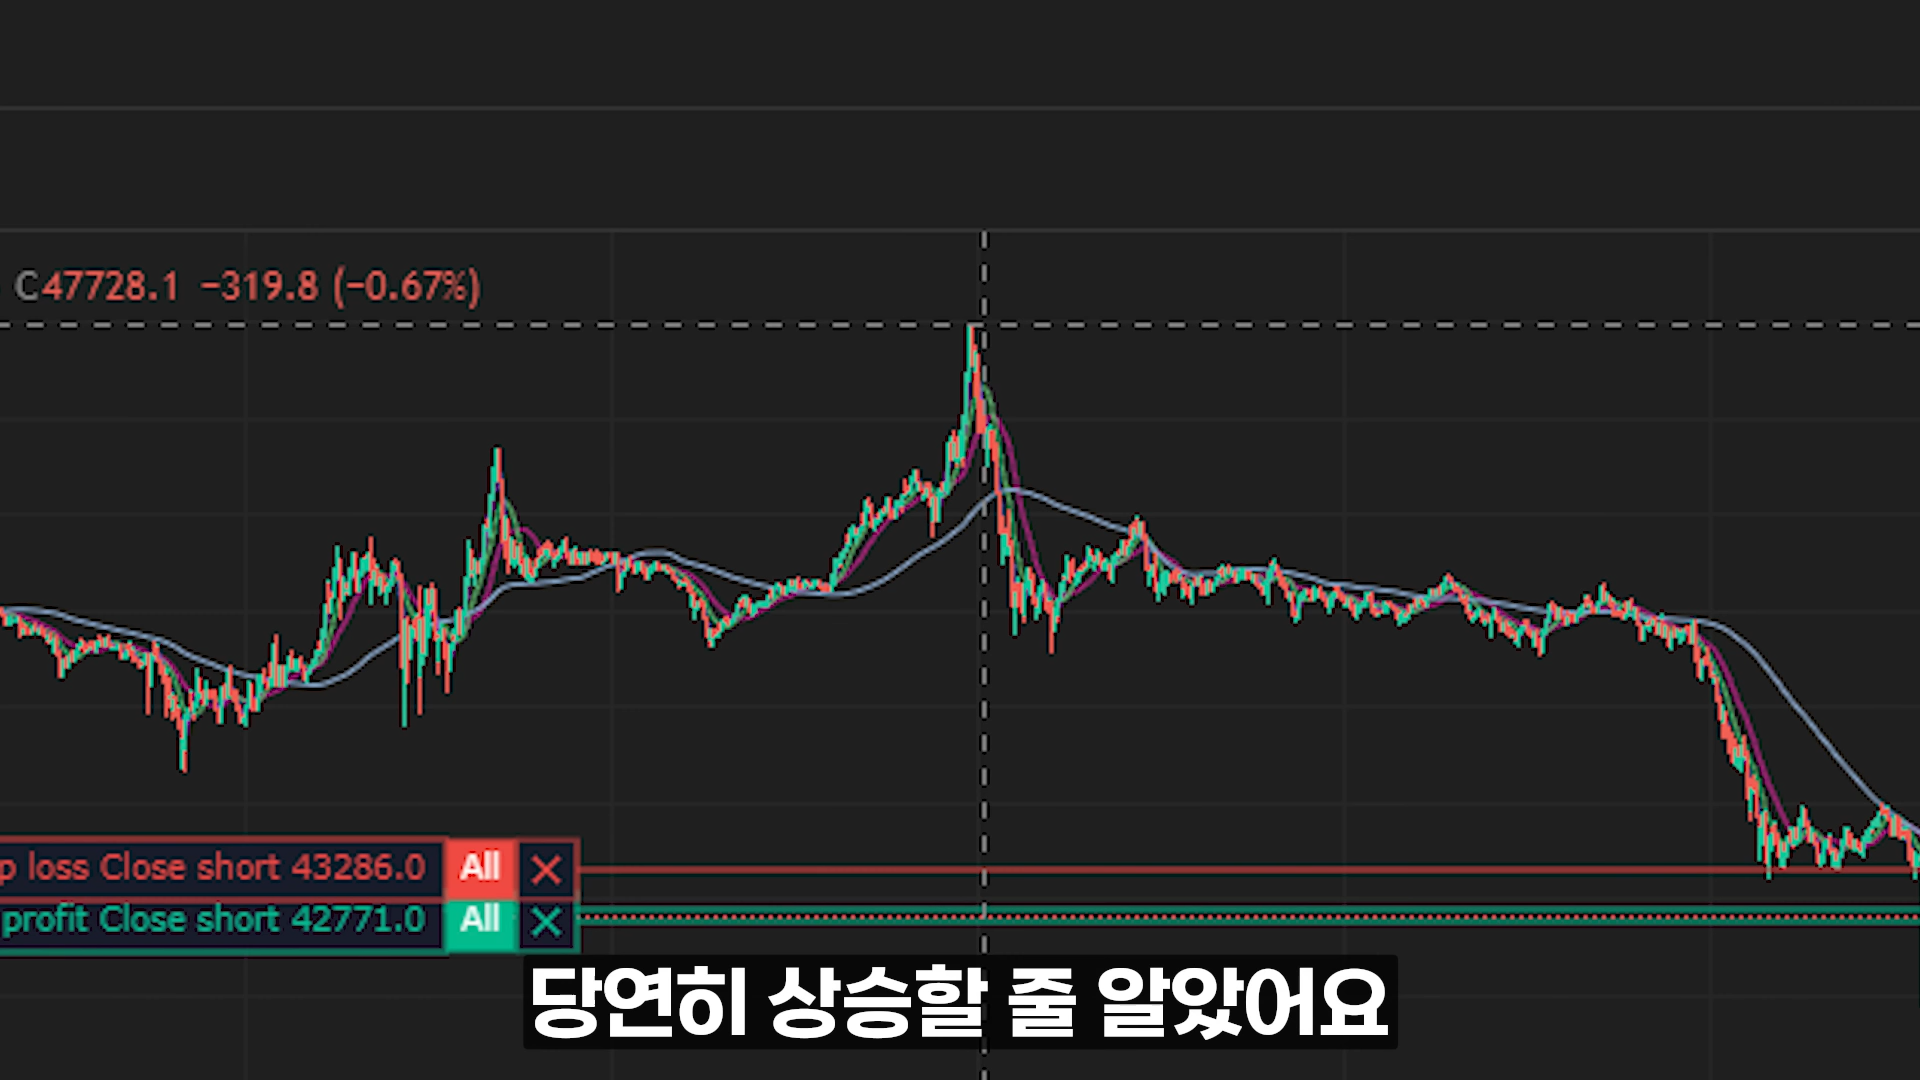 C47728.1 −319.8 (−0.67%)
p loss Close short 43286.0 All
profit Close short 42771.0 All
당연히 상승할 줄 알았어요